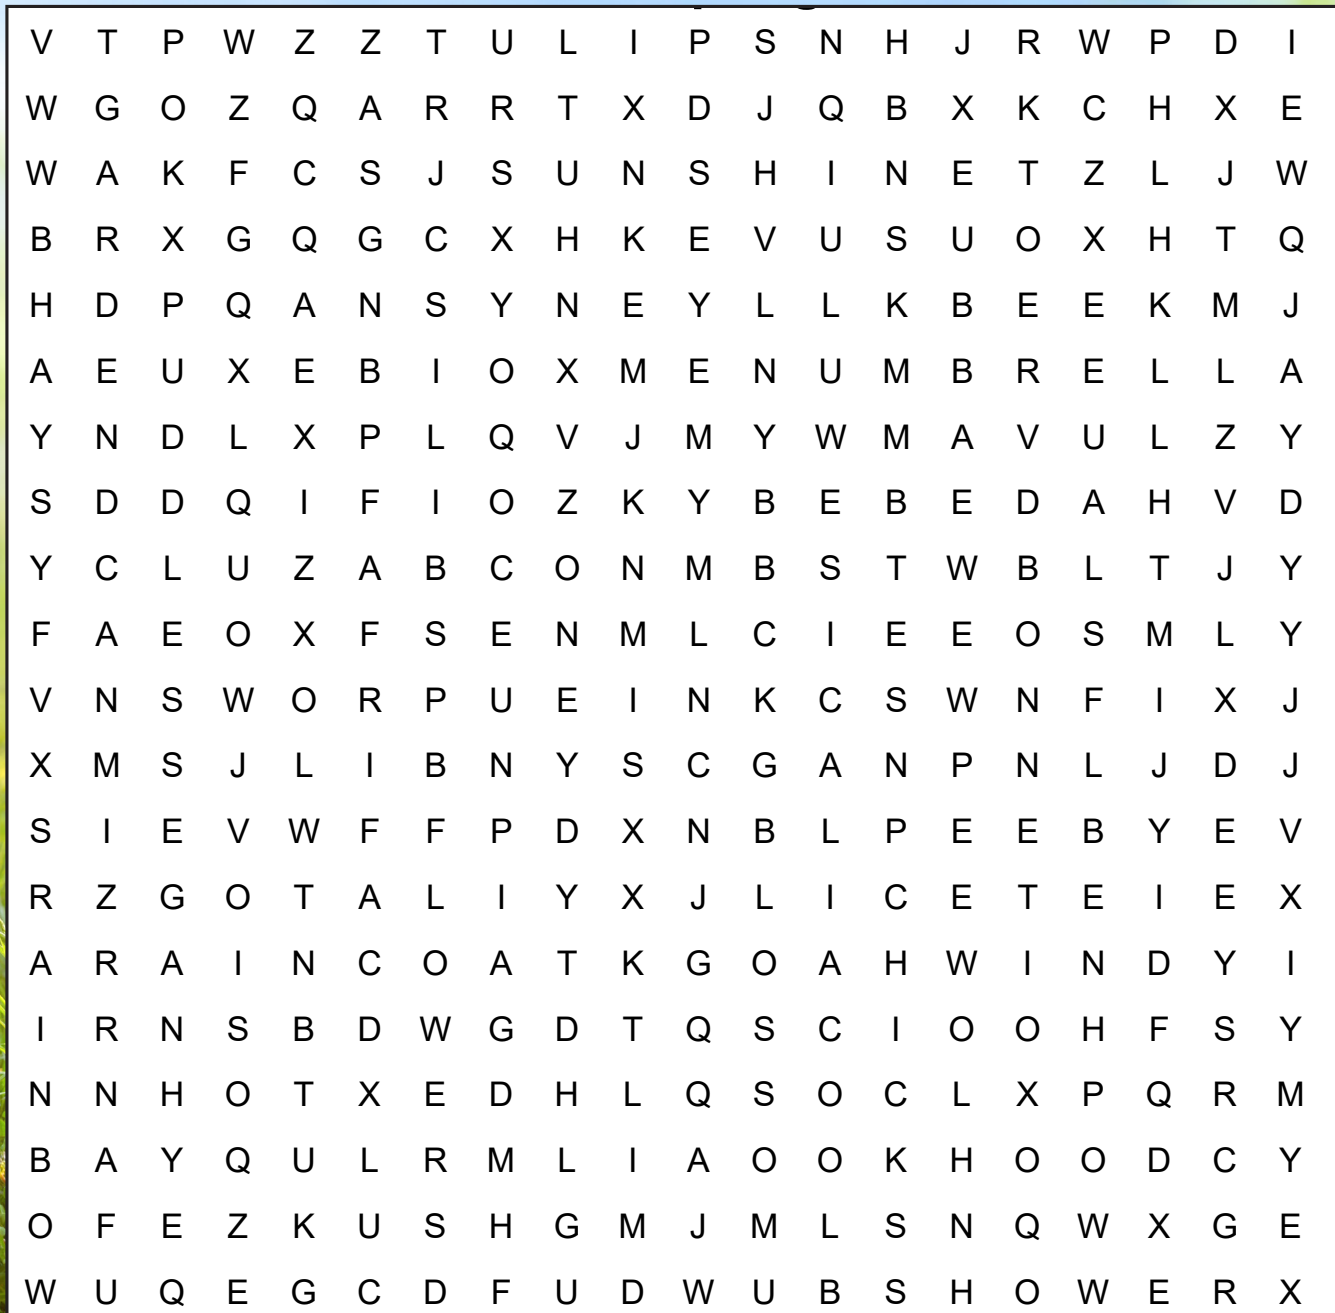 V T P W Z Z T U L I P S N H J R W P D I
W G O Z Q A R R T X D J Q B X K C H X E
W A K F C S J S U N S H I N E T Z L J W
B R X G Q G C X H K E V U S U O X H T Q
H D P Q A N S Y N E Y L L K B E E K M J
A E U X E B I O X M E N U M B R E L L A
Y N D L X P L Q V J M Y W M A V U L Z Y
S D D Q I F I O Z K Y B E B E D A H V D
Y C L U Z A B C O N M B S T W B L T J Y
F A E O X F S E N M L C I E E O S M L Y
V N S W O R P U E I N K C S W N F I X J
X M S J L I B N Y S C G A N P N L J D J
S I E V W F F P D X N B L P E E B Y E V
R Z G O T A L I Y X J L I C E T E I E X
A R A I N C O A T K G O A H W I N D Y I
I R N S B D W G D T Q S C I O O H F S Y
N N H O T X E D H L Q S O C L X P Q R M
B A Y Q U L R M L I A O O K H O O D C Y
O F E Z K U S H G M J M L S N Q W X G E
W U Q E G C D F U D W U B S H O W E R X